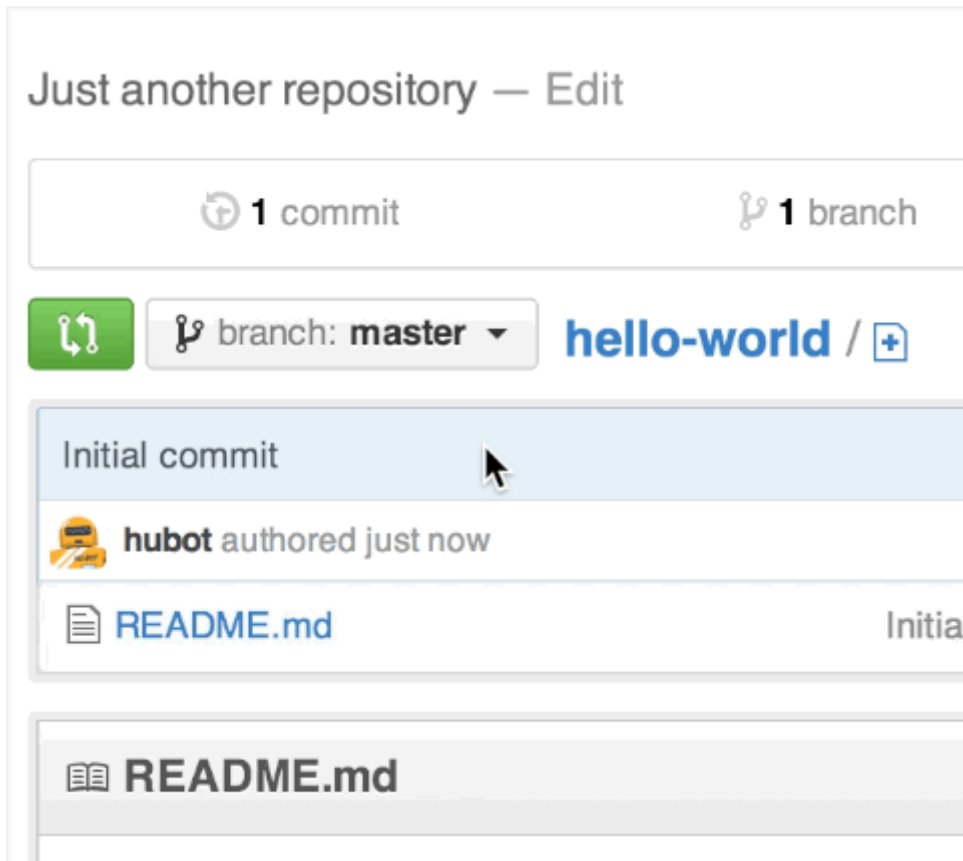 Just another repository — Edit
1 commit 1 branch
branch: master hello-world /
Initial commit
hubot authored just now
README.md Initia
README.md